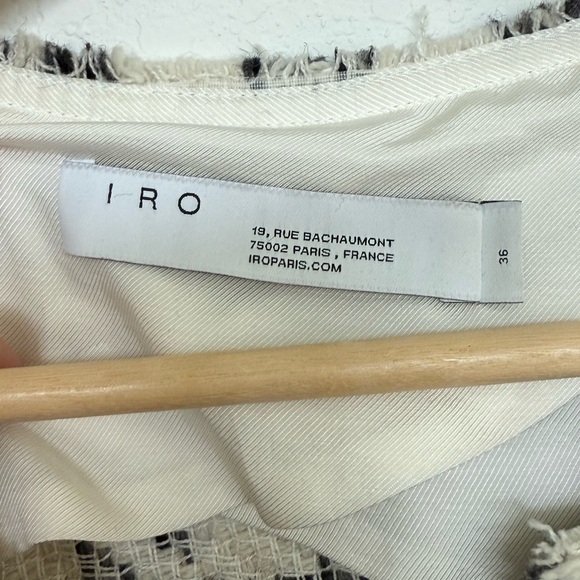 IRO
19, RUE BACHAUMONT
75002 PARIS , FRANCE
IROPARIS.COM
36